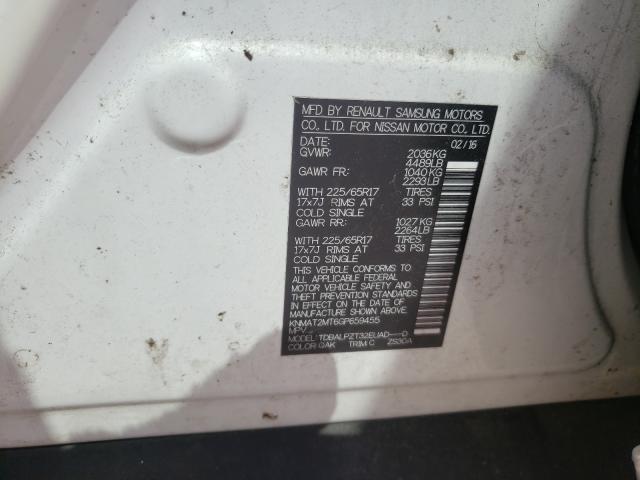 MFD BY RENAULT SAMSUNG MOTORS
CO., LTD. FOR NISSAN MOTOR CO., LTD.
DATE: 02/16
GVWR: 2036KG
4489LB
GAWR FR: 1040KG
2293LB
WITH 225/65R17 TIRES
17x7J RIMS AT 33 PSI
COLD SINGLE
GAWR RR: 1027KG
2264LB
WITH 225/65R17 TIRES
17x7J RIMS AT 33 PSI
COLD SINGLE
THIS VEHICLE CONFORMS TO
ALL APPLICABLE FEDERAL
MOTOR VEHICLE SAFETY AND
THEFT PREVENTION STANDARDS
IN EFFECT ON THE DATE OF
MANUFACTURE SHOWN ABOVE.
KNMAT2MT6GP659455
MPV
MODEL: TDBALPZT32EUAD---D
COLOR: QAK TRIM: G ZS30A